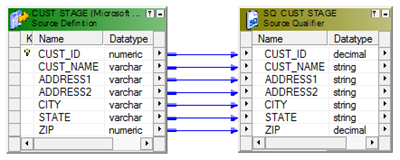 CUST STAGE (Microsoft ...
Source Definition
K Name Datatype
CUST_ID numeric
CUST_NAME varchar
ADDRESS1 varchar
ADDRESS2 varchar
CITY varchar
STATE varchar
ZIP numeric
SQ CUST STAGE
Source Qualifier
Name Datatype
CUST_ID decimal
CUST_NAME string
ADDRESS1 string
ADDRESS2 string
CITY string
STATE string
ZIP decimal